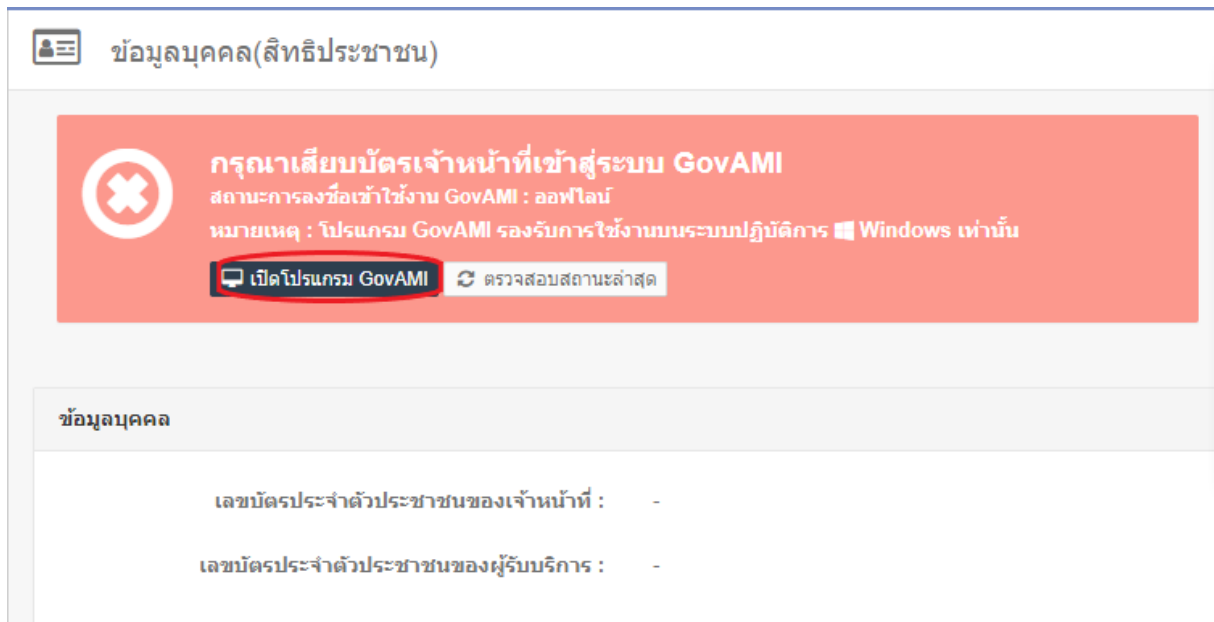 ข้อมูลบุคคล(สิทธิประชาชน)
กรุณาเสียบบัตรเจ้าหน้าที่เข้าสู่ระบบ GovAMI
สถานะการลงชื่อเข้าใช้งาน GovAMI : ออฟไลน์
หมายเหตุ : โปรแกรม GovAMI รองรับการใช้งานบนระบบปฏิบัติการ Windows เท่านั้น
เปิดโปรแกรม GovAMI ตรวจสอบสถานะล่าสุด
ข้อมูลบุคคล
เลขบัตรประจำตัวประชาชนของเจ้าหน้าที่ : -
เลขบัตรประจำตัวประชาชนของผู้รับบริการ : -